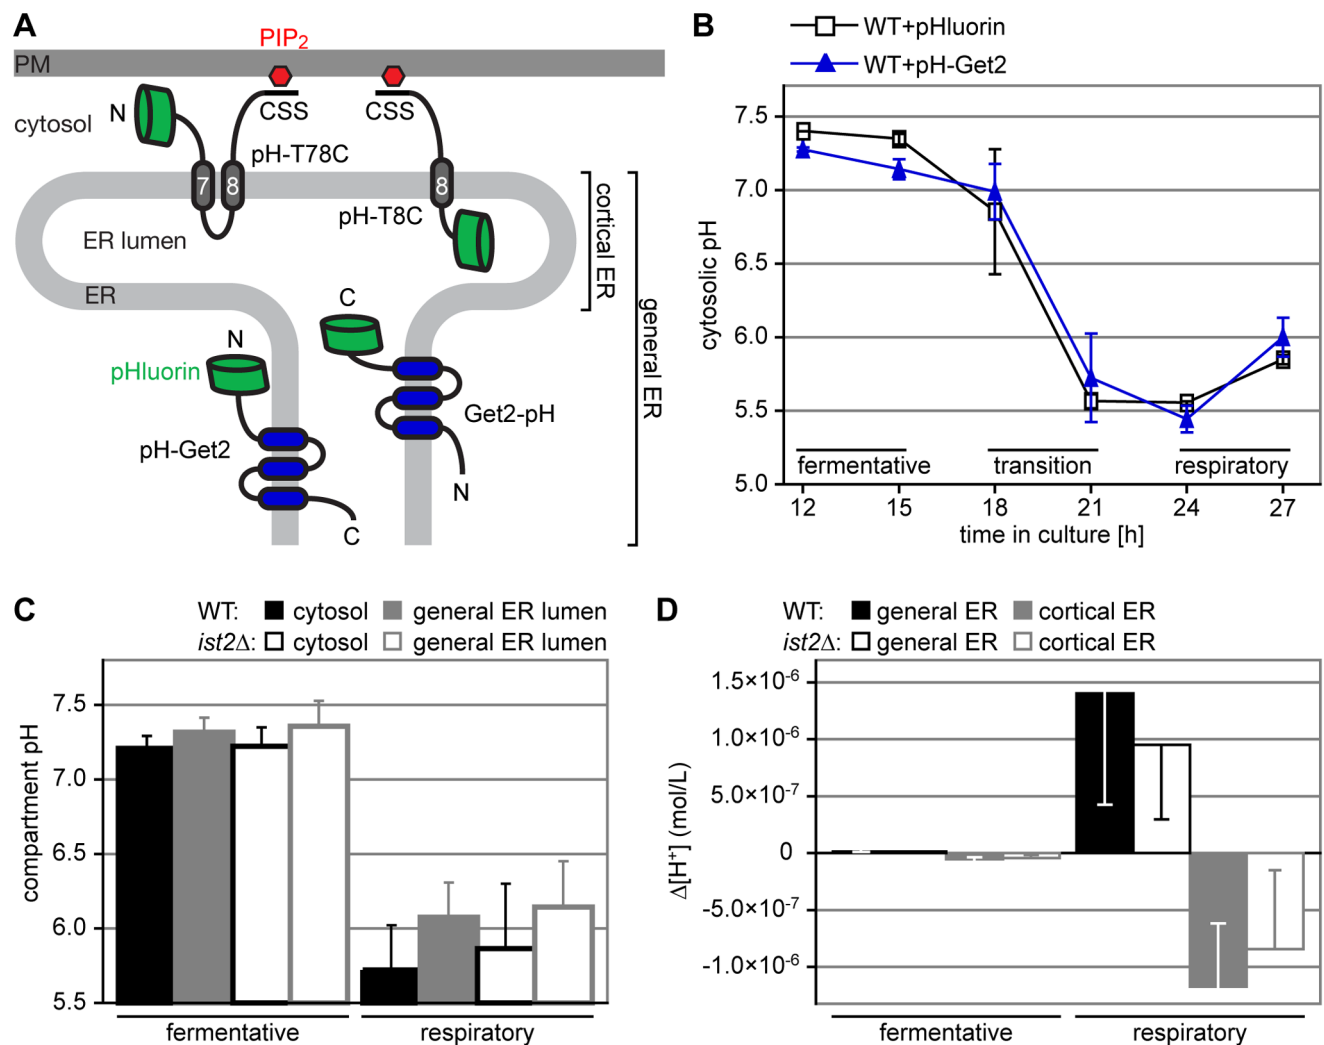 A
PIP2
PM
N
cytosol
CSS
CSS
pH-T78C
7
8
8
pH-T8C
ER lumen
ER
cortical ER
general ER
C
N
pHluorin
Get2-pH
pH-Get2
N
C
B
WT+pHluorin
WT+pH-Get2
cytosolic pH
7.5
7.0
6.5
6.0
5.5
5.0
fermentative
transition
respiratory
12
15
18
21
24
27
time in culture [h]
C
WT: cytosol general ER lumen
ist2Δ: cytosol general ER lumen
compartment pH
7.5
7.0
6.5
6.0
5.5
fermentative
respiratory
D
WT: general ER cortical ER
ist2Δ: general ER cortical ER
Δ[H⁺] (mol/L)
1.5×10⁻⁶
1.0×10⁻⁶
5.0×10⁻⁷
0
-5.0×10⁻⁷
-1.0×10⁻⁶
fermentative
respiratory